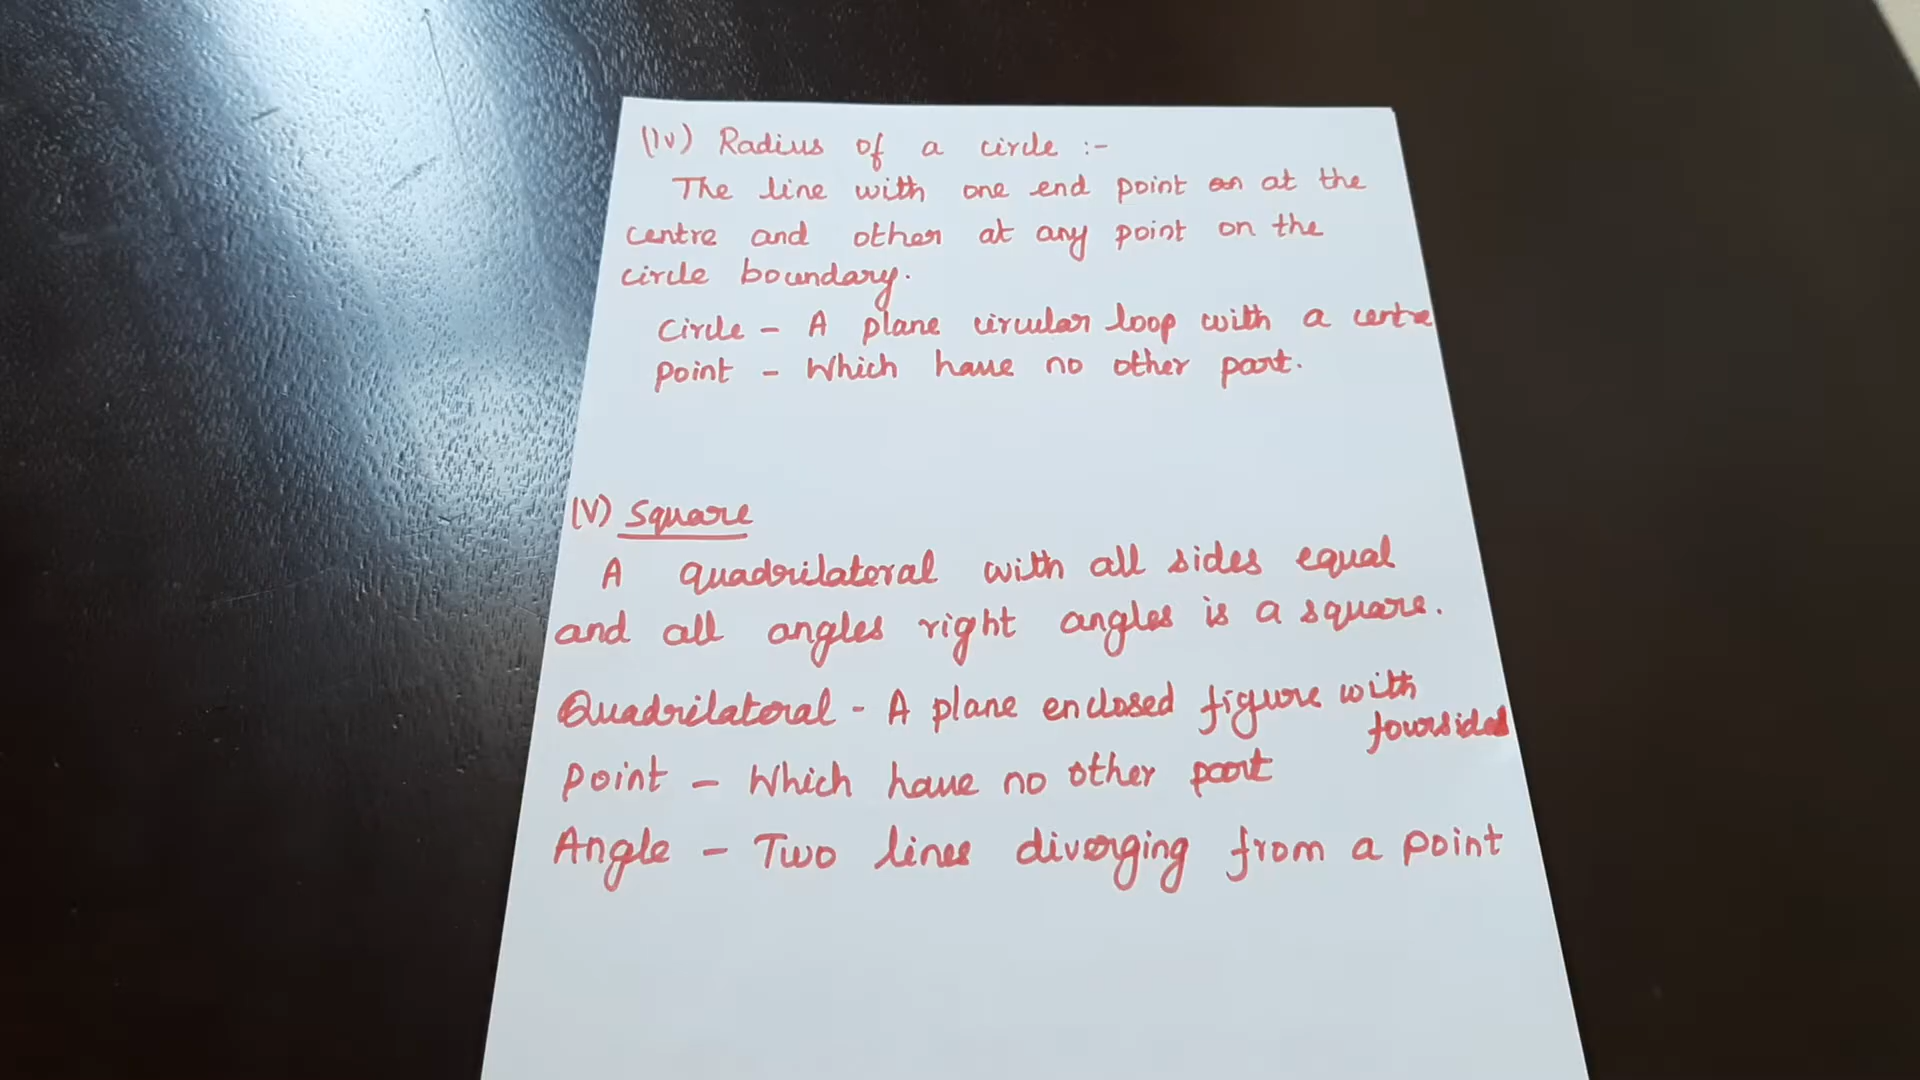 (iv) Radius of a circle :-
The line with one end point on at the
centre and other at any point on the
circle boundary.
Circle - A plane circular loop with a centre
Point - Which have no other part.
(V) Square
A quadrilateral with all sides equal
and all angles right angles is a square.
Quadrilateral - A plane enclosed figure with
foursides
Point - Which have no other part
Angle - Two lines diverging from a point